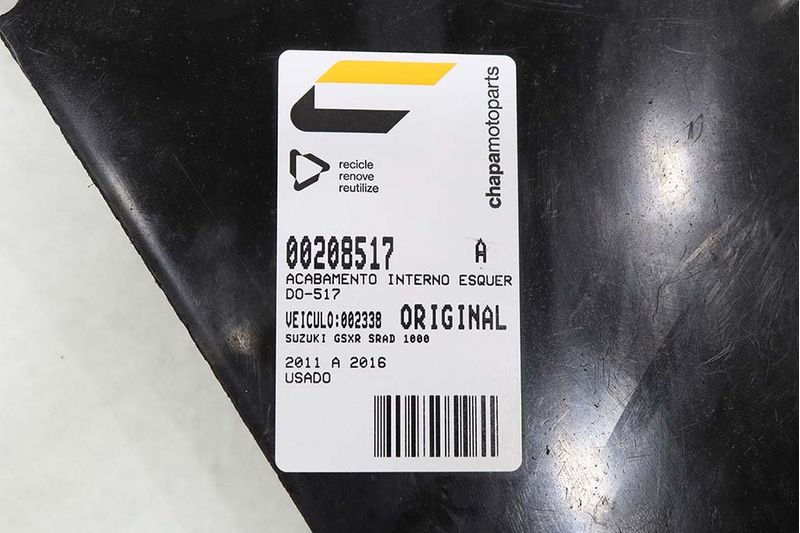 chapamotoparts
recicle
renove
reutilize
00208517 A
ACABAMENTO INTERNO ESQUER
DO-517
VEICULO:002338 ORIGINAL
SUZUKI GSXR SRAD 1000
2011 A 2016
USADO